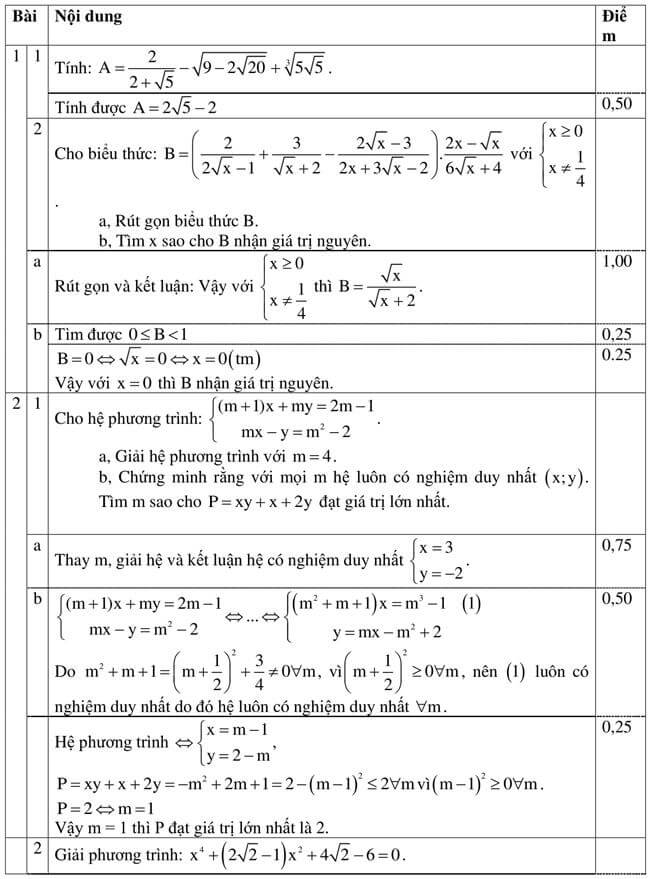 Bài Nội dung Điể
m
1 1 Tính: A = 2/(2+√5) − √(9−2√20) + ∛(5√5) .
Tính được A = 2√5 − 2 0,50
2 Cho biểu thức: B = (2/(2√x −1) + 3/(√x + 2) − (2√x − 3)/(2x + 3√x − 2)) . (2x − √x)/(6√x + 4) với { x ≥ 0 ; x ≠ 1/4
.
a, Rút gọn biểu thức B.
b, Tìm x sao cho B nhận giá trị nguyên.
a Rút gọn và kết luận: Vậy với { x ≥ 0 ; x ≠ 1/4 thì B = √x/(√x + 2) . 1,00
b Tìm được 0 ≤ B < 1 0,25
B = 0 ⇔ √x = 0 ⇔ x = 0 (tm) 0.25
Vậy với x = 0 thì B nhận giá trị nguyên.
2 1 Cho hệ phương trình: { (m+1)x + my = 2m −1 ; mx − y = m² − 2 .
a, Giải hệ phương trình với m = 4.
b, Chứng minh rằng với mọi m hệ luôn có nghiệm duy nhất (x;y).
Tìm m sao cho P = xy + x + 2y đạt giá trị lớn nhất.
a Thay m, giải hệ và kết luận hệ có nghiệm duy nhất { x = 3 ; y = −2 . 0,75
b { (m+1)x + my = 2m −1 ; mx − y = m² − 2 ⇔ ... ⇔ { (m² + m +1)x = m³ −1 (1) ; y = mx − m² + 2 0,50
Do m² + m +1 = (m + 1/2)² + 3/4 ≠ 0∀m, vì (m + 1/2)² ≥ 0∀m, nên (1) luôn có
nghiệm duy nhất do đó hệ luôn có nghiệm duy nhất ∀m.
Hệ phương trình ⇔ { x = m −1 ; y = 2 − m , 0,25
P = xy + x + 2y = −m² + 2m +1 = 2 − (m −1)² ≤ 2∀m vì (m −1)² ≥ 0∀m .
P = 2 ⇔ m = 1
Vậy m = 1 thì P đạt giá trị lớn nhất là 2.
2 Giải phương trình: x⁴ + (2√2 −1)x² + 4√2 − 6 = 0.